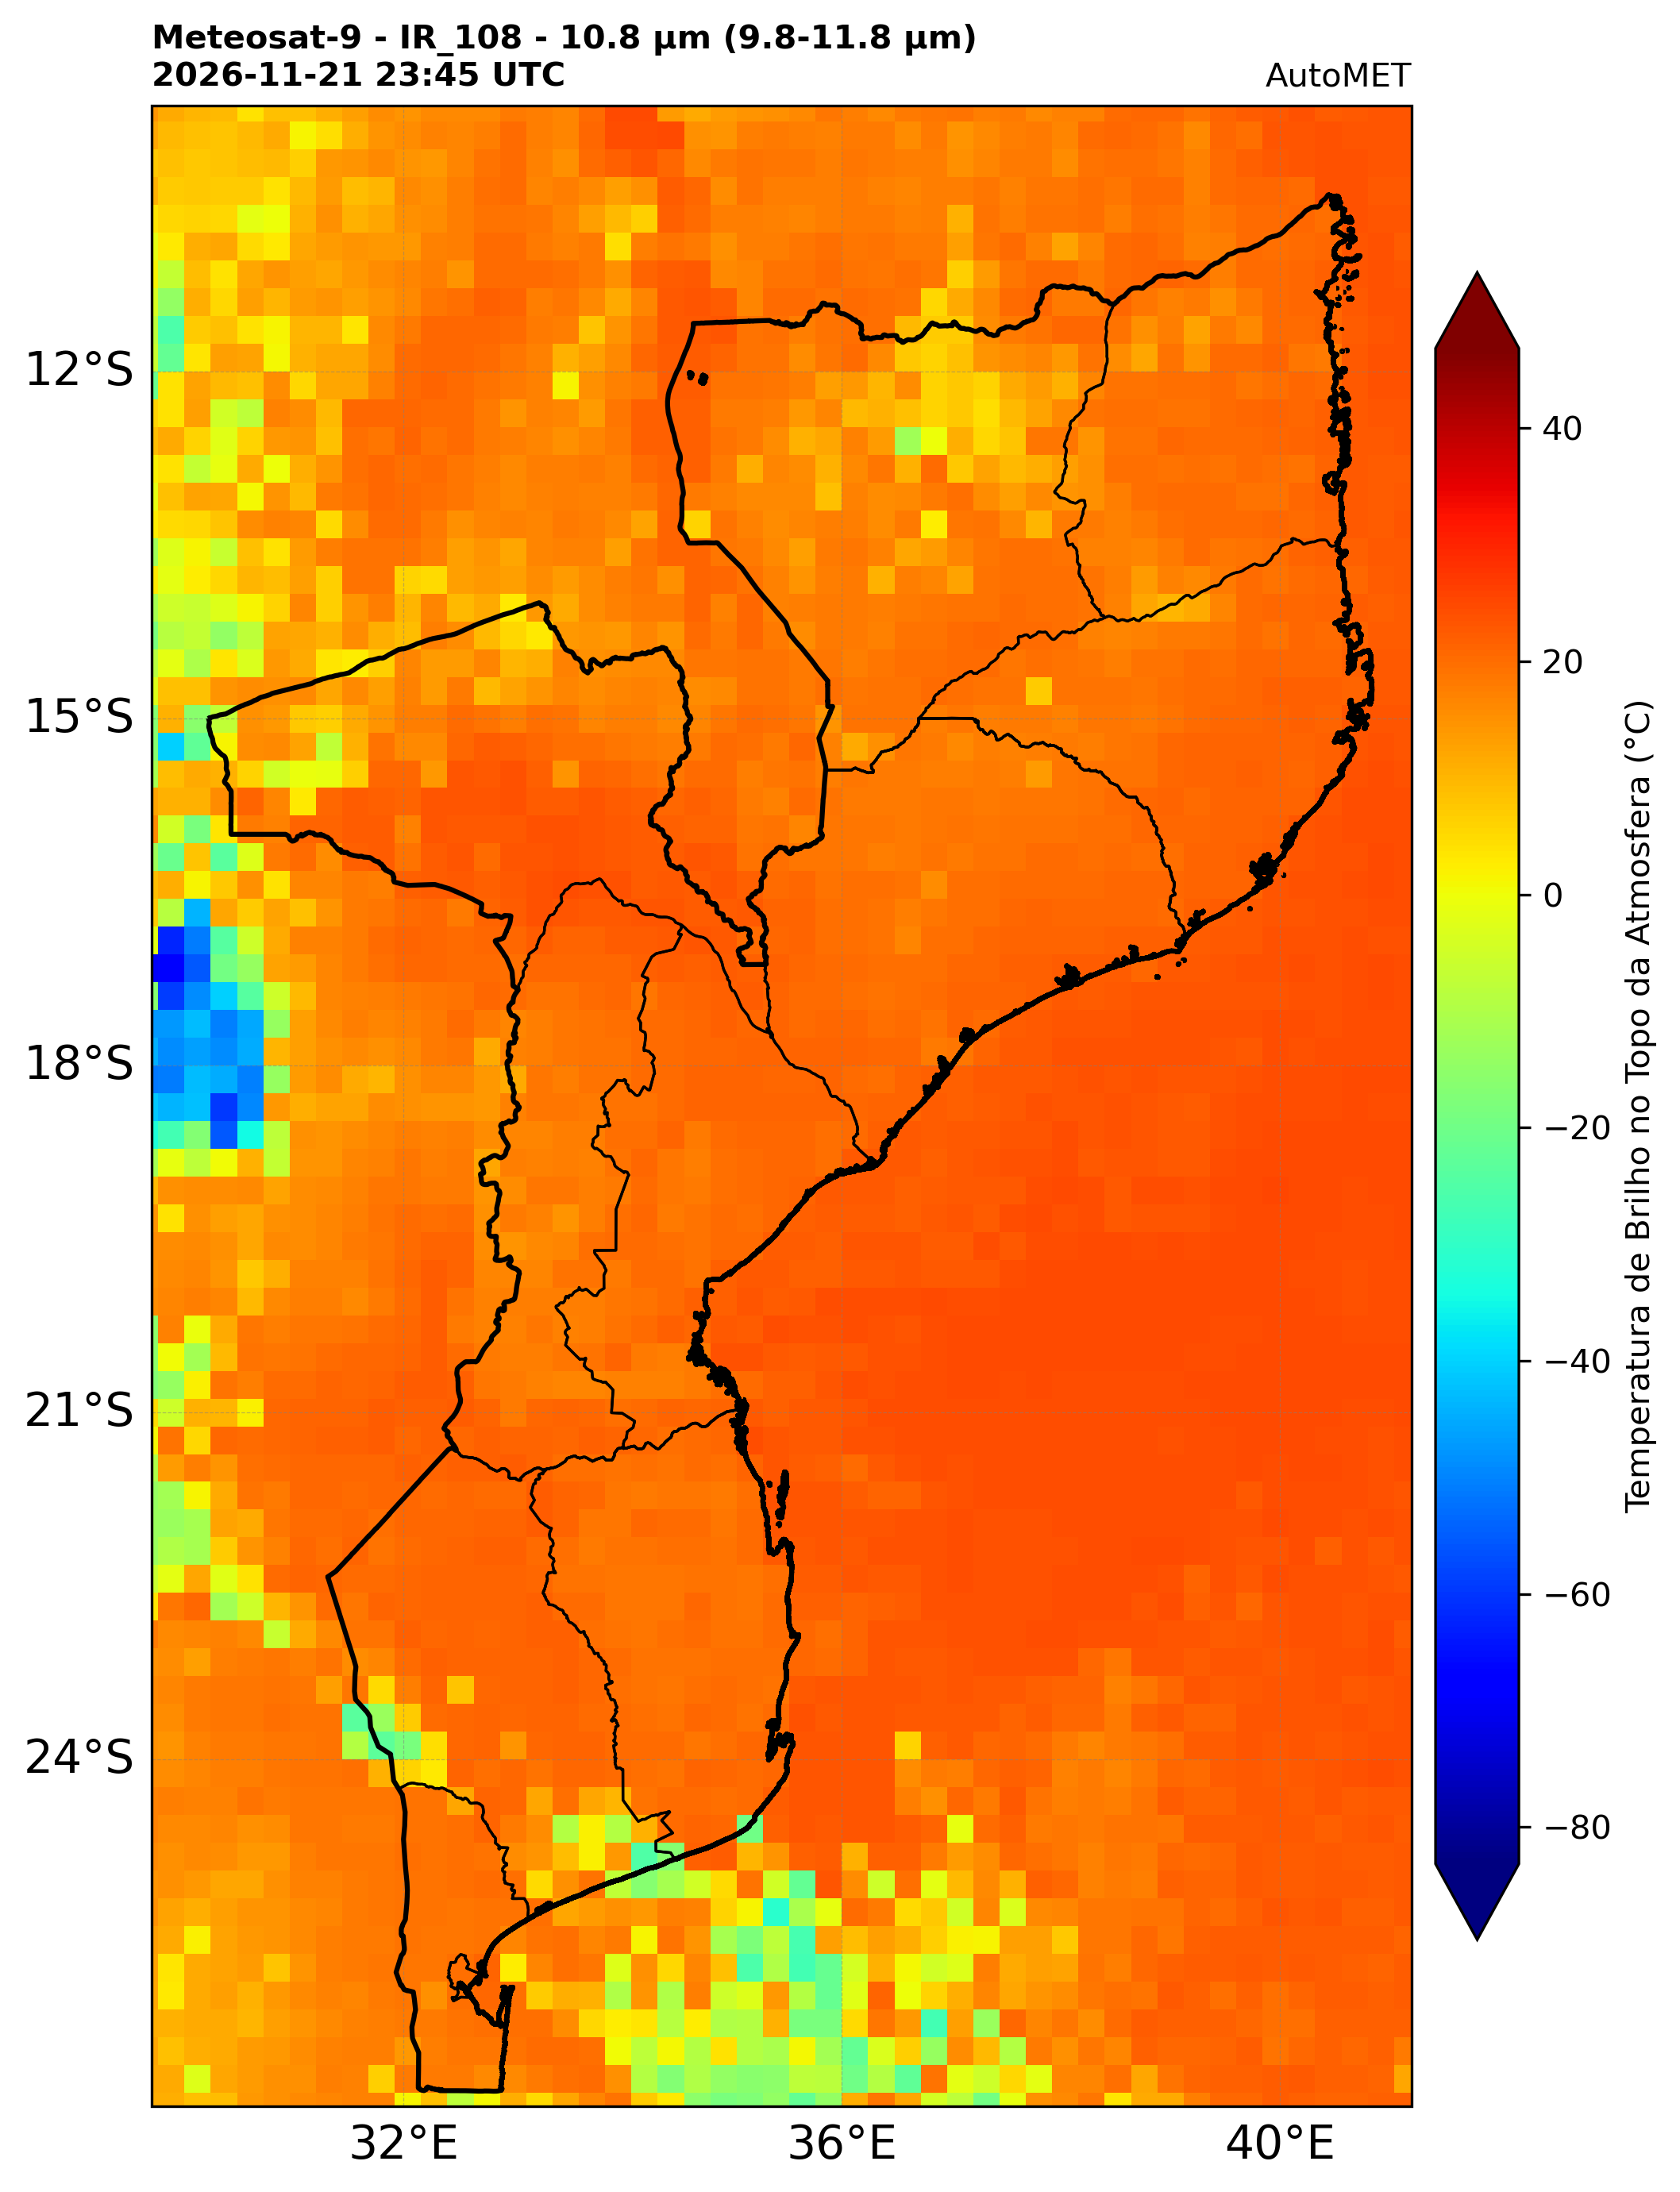 Meteosat-9 - IR_108 - 10.8 µm (9.8-11.8 µm)
2026-11-21 23:45 UTC
AutoMET
12°S
15°S
18°S
21°S
24°S
32°E
36°E
40°E
40
20
0
−20
−40
−60
−80
Temperatura de Brilho no Topo da Atmosfera (°C)